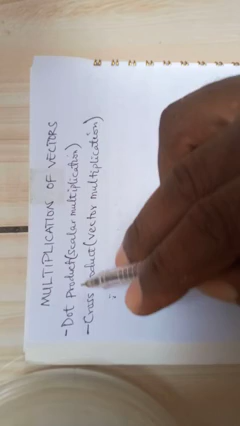 MULTIPLICATION OF VECTORS
- Dot Product (scalar multiplication)
- Cross Product (vector multiplication)